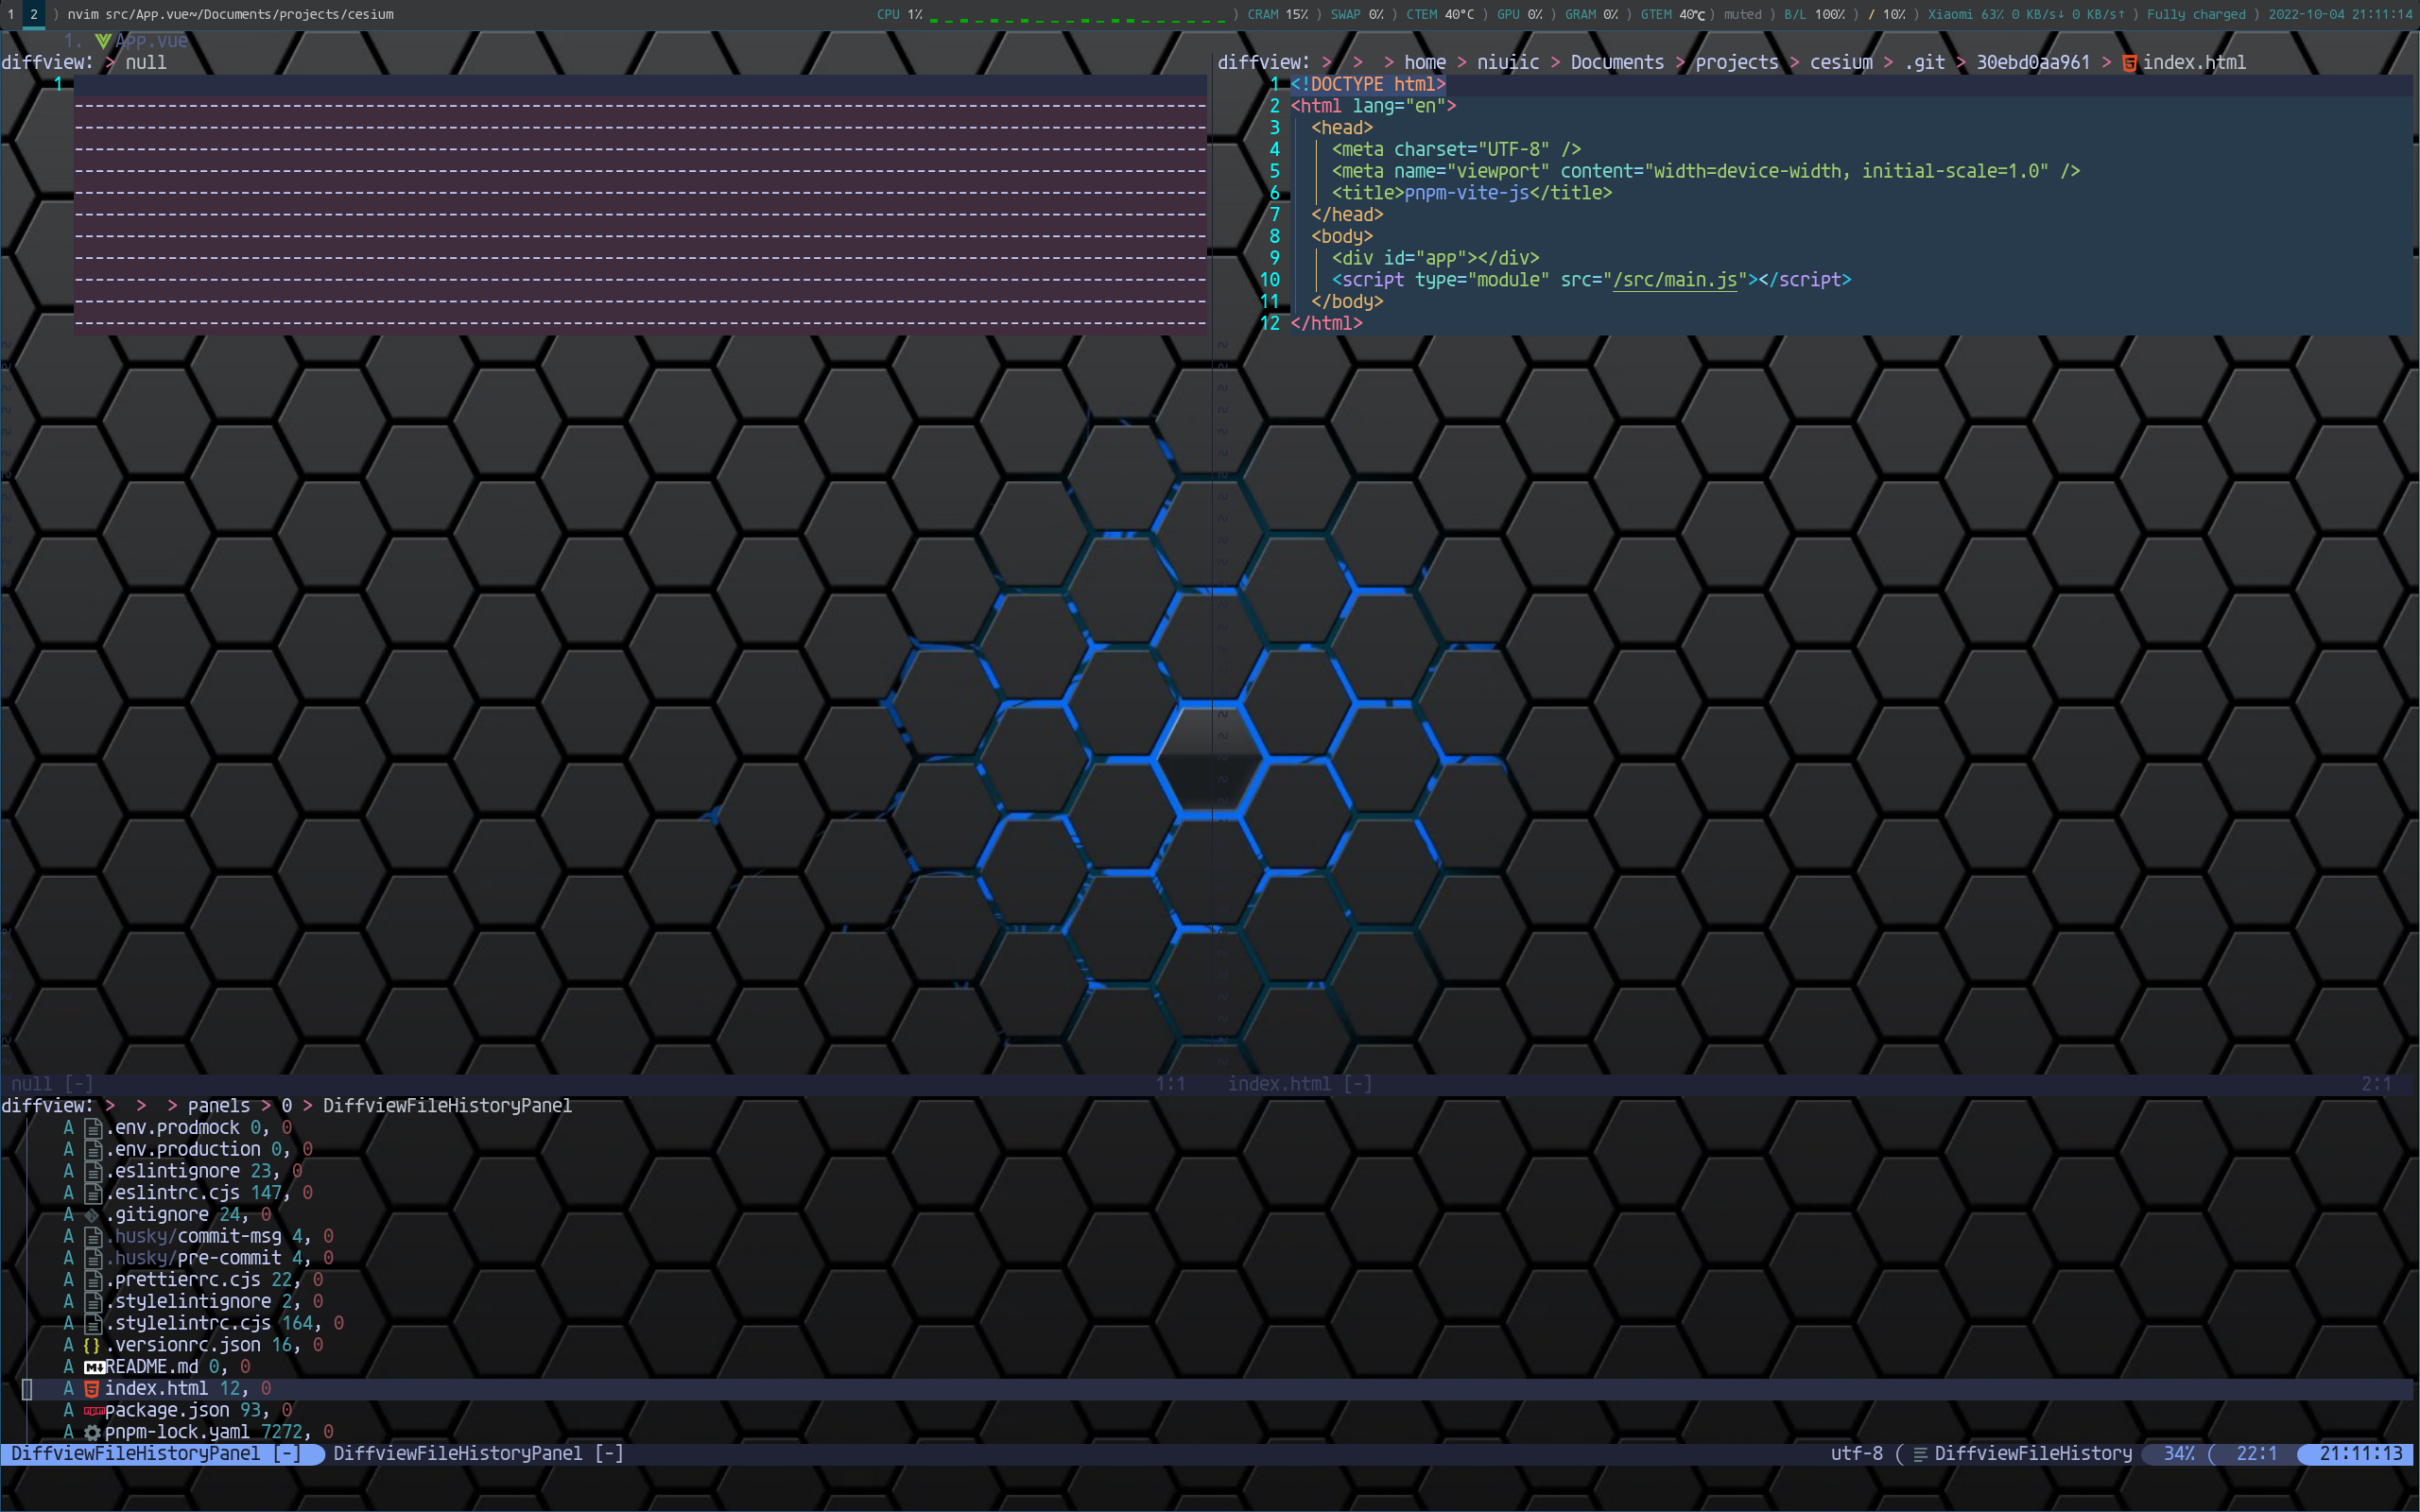 1 2 ) nvim src/App.vue~/Documents/projects/cesium CPU 1% ) CRAM 15% ) SWAP 0% ) CTEM 40°C ) GPU 0% ) GRAM 0% ) GTEM 40℃ ) muted ) B/L 100% ) / 10% ) Xiaomi 63% 0 KB/s↓ 0 KB/s↑ ) Fully charged ) 2022-10-04 21:11:14
1. App.vue
diffview: > null
1
diffview: > > > home > niuiic > Documents > projects > cesium > .git > 30ebd0aa961 > index.html
1 <!DOCTYPE html>
2 <html lang="en">
3 <head>
4 <meta charset="UTF-8" />
5 <meta name="viewport" content="width=device-width, initial-scale=1.0" />
6 <title>pnpm-vite-js</title>
7 </head>
8 <body>
9 <div id="app"></div>
10 <script type="module" src="/src/main.js"></script>
11 </body>
12 </html>
null [-] 1:1 index.html [-] 2:1
diffview: > > > panels > 0 > DiffviewFileHistoryPanel
A .env.prodmock 0, 0
A .env.production 0, 0
A .eslintignore 23, 0
A .eslintrc.cjs 147, 0
A .gitignore 24, 0
A .husky/commit-msg 4, 0
A .husky/pre-commit 4, 0
A .prettierrc.cjs 22, 0
A .stylelintignore 2, 0
A .stylelintrc.cjs 164, 0
A {} .versionrc.json 16, 0
A README.md 0, 0
A index.html 12, 0
A package.json 93, 0
A pnpm-lock.yaml 7272, 0
DiffviewFileHistoryPanel [-] DiffviewFileHistoryPanel [-] utf-8 ( DiffviewFileHistory 34% ( 22:1 21:11:13